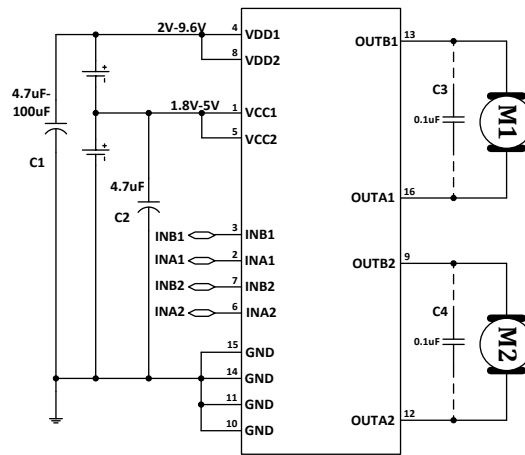 2V-9.6V
4 VDD1
8 VDD2
4.7uF-
100uF
C1
1.8V-5V
1 VCC1
5 VCC2
4.7uF
C2
INB1 3 INB1
INA1 2 INA1
INB2 7 INB2
INA2 6 INA2
15 GND
14 GND
11 GND
10 GND
OUTB1 13
C3
0.1uF
M1
OUTA1 16
OUTB2 9
C4
0.1uF
M2
OUTA2 12